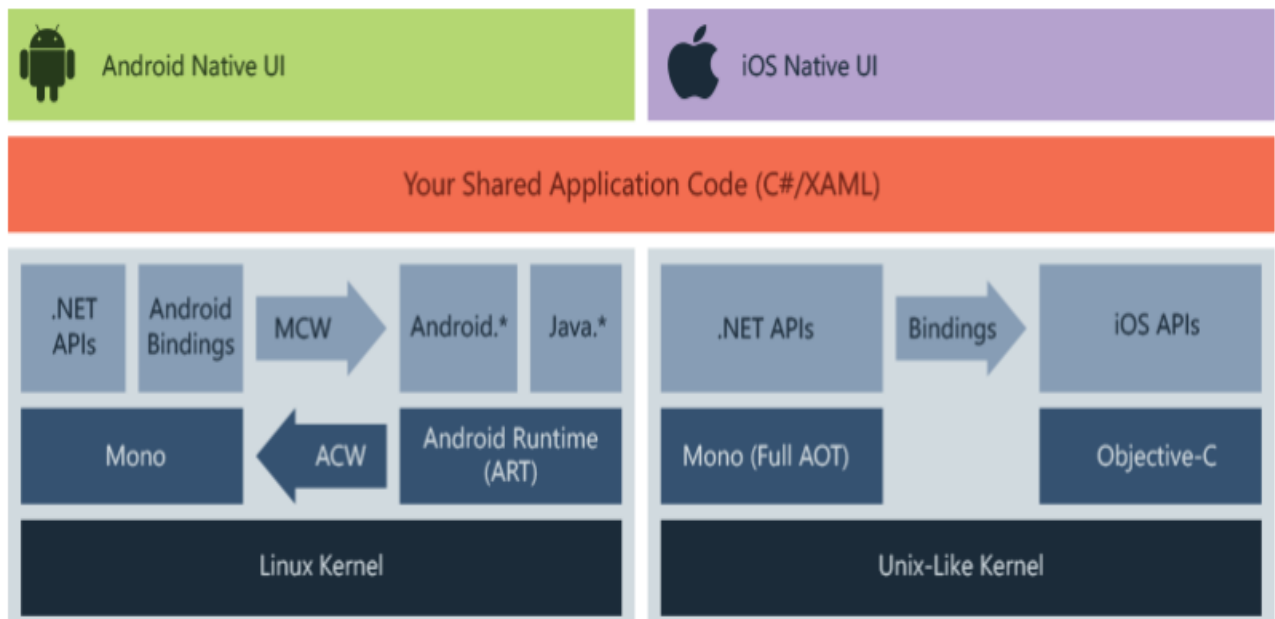 Android Native UI
iOS Native UI
Your Shared Application Code (C#/XAML)
.NET
APIs
Android
Bindings
MCW
Android.*
Java.*
Mono
ACW
Android Runtime
(ART)
Linux Kernel
.NET APIs
Bindings
iOS APIs
Mono (Full AOT)
Objective-C
Unix-Like Kernel